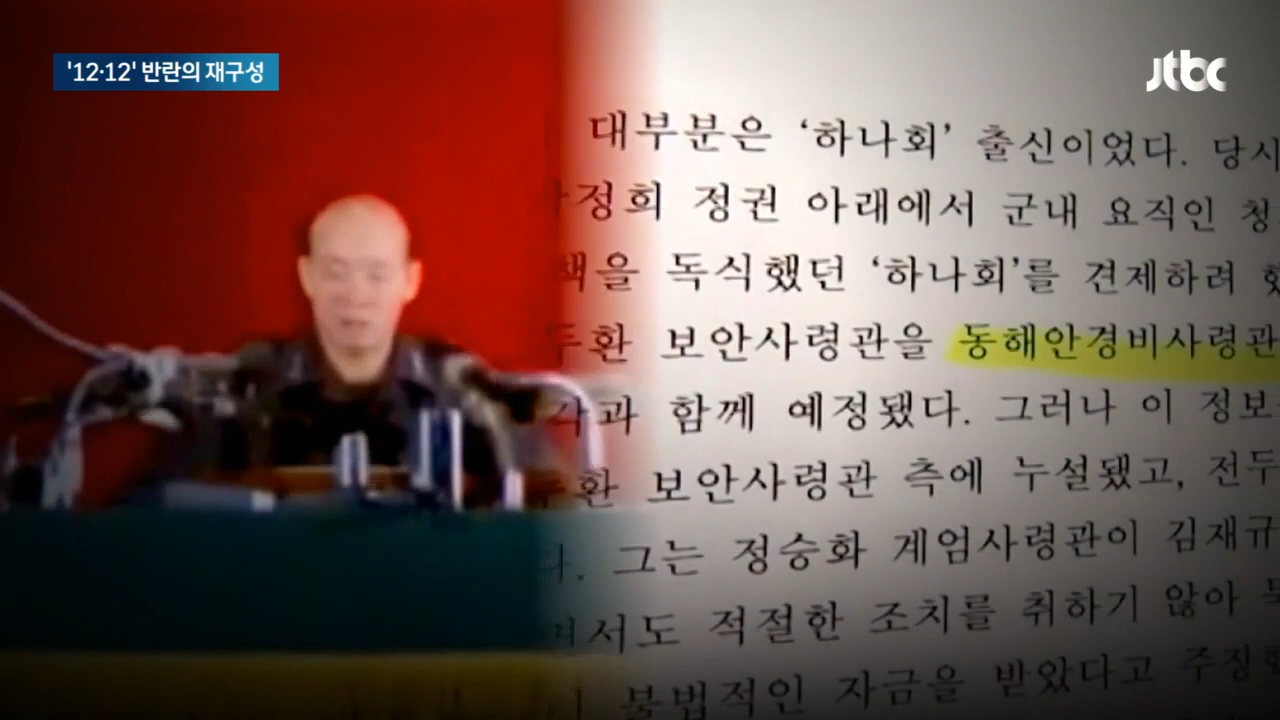 '12·12' 반란의 재구성
jtbc
대부분은 '하나회' 출신이었다. 당시
정희 정권 아래에서 군내 요직인 청
책을 독식했던 '하나회'를 견제하려 했
두환 보안사령관을 동해안경비사령관
각과 함께 예정됐다. 그러나 이 정보
환 보안사령관 측에 누설됐고, 전두
다. 그는 정승화 계엄사령관이 김재규
면서도 적절한 조치를 취하기 않아
불법적인 자금을 받았다고 주장